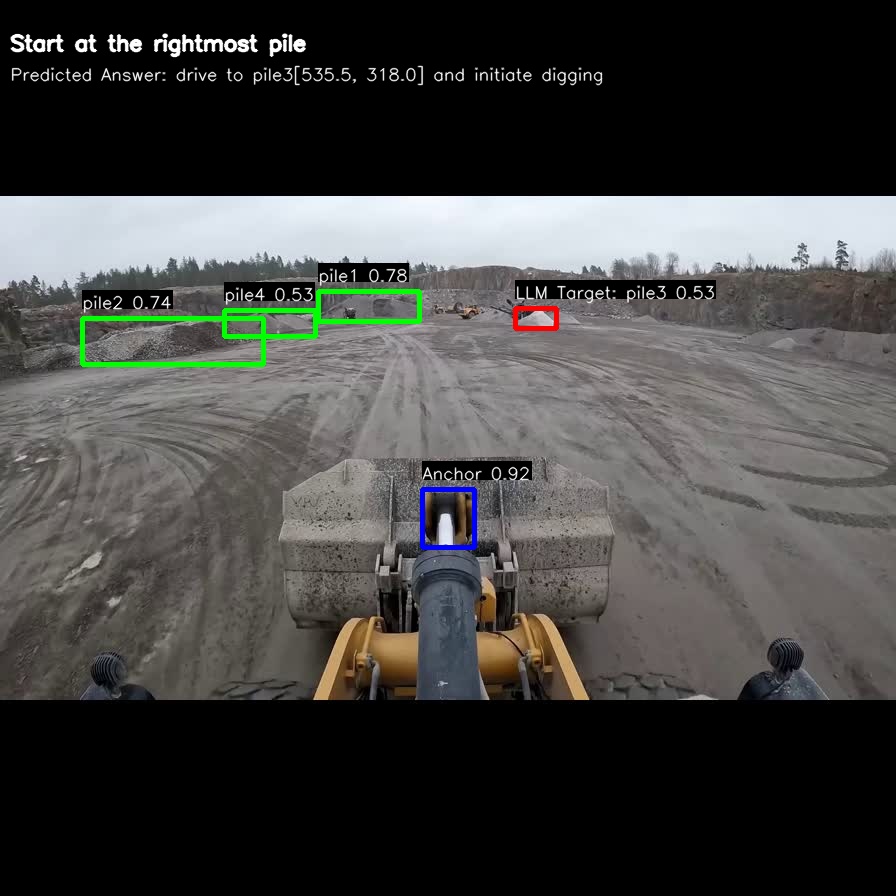 Start at the rightmost pile
Predicted Answer: drive to pile3[535.5, 318.0] and initiate digging
pile1 0.78
pile4 0.53
LLM Target: pile3 0.53
pile2 0.74
Anchor 0.92